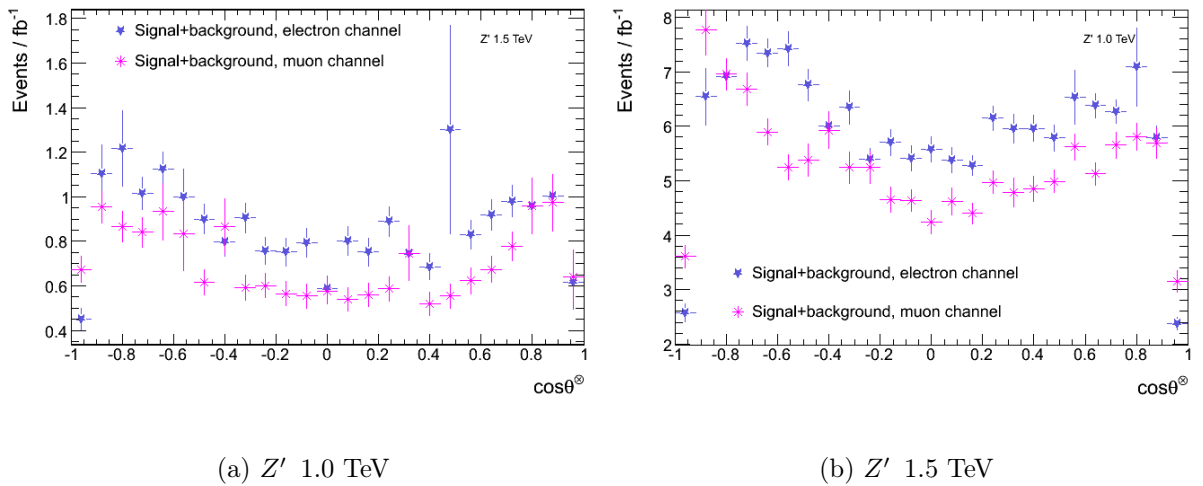 Events / fb⁻¹
1.8
1.6
1.4
1.2
1
0.8
0.6
0.4
Signal+background, electron channel
Signal+background, muon channel
Z' 1.5 TeV
-1 -0.8 -0.6 -0.4 -0.2 0 0.2 0.4 0.6 0.8 1
cosθ^⊗
(a) Z′ 1.0 TeV
Events / fb⁻¹
8
7
6
5
4
3
2
Z' 1.0 TeV
Signal+background, electron channel
Signal+background, muon channel
-1 -0.8 -0.6 -0.4 -0.2 0 0.2 0.4 0.6 0.8 1
cosθ^⊗
(b) Z′ 1.5 TeV